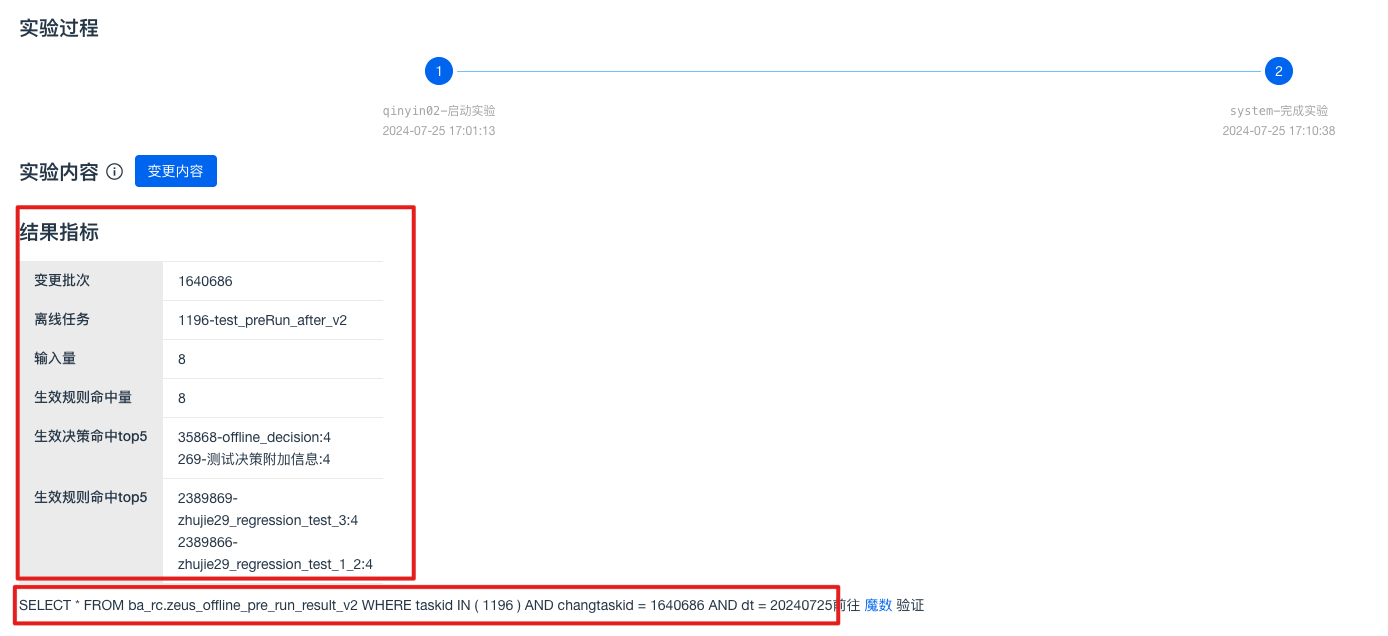 实验过程
1
2
qinyin02-启动实验
system-完成实验
2024-07-25 17:01:13
2024-07-25 17:10:38
实验内容 变更内容
结果指标
变更批次 1640686
离线任务 1196-test_preRun_after_v2
输入量 8
生效规则命中量 8
生效决策命中top5 35868-offline_decision:4
269-测试决策附加信息:4
生效规则命中top5 2389869-
zhujie29_regression_test_3:4
2389866-
zhujie29_regression_test_1_2:4
SELECT * FROM ba_rc.zeus_offline_pre_run_result_v2 WHERE taskid IN ( 1196 ) AND changtaskid = 1640686 AND dt = 20240725前往 魔数 验证